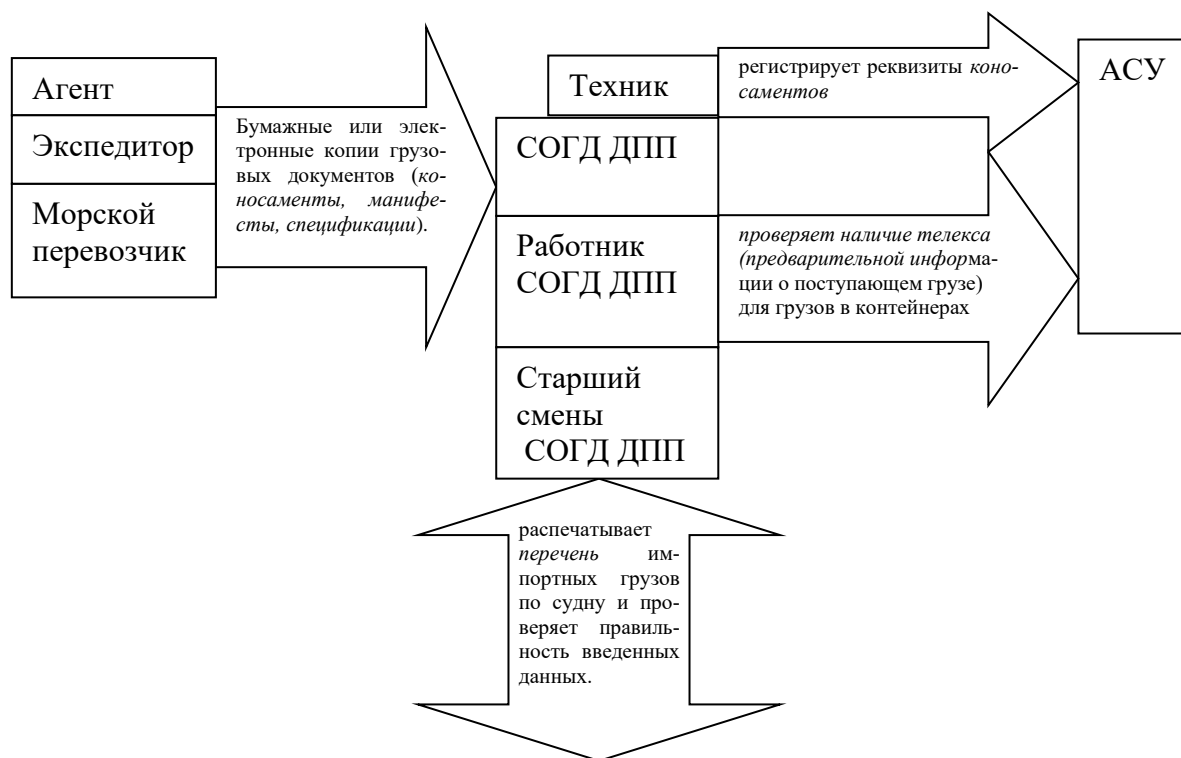 Агент
Экспедитор
Морской
перевозчик
Бумажные или элек-
тронные копии грузо-
вых документов (ко-
носаменты, манифе-
сты, спецификации).
Техник
СОГД ДПП
Работник
СОГД ДПП
Старший
смены
СОГД ДПП
регистрирует реквизиты коно-
саментов
проверяет наличие телекса
(предварительной информа-
ции о поступающем грузе)
для грузов в контейнерах
АСУ
распечатывает
перечень им-
портных грузов
по судну и про-
веряет правиль-
ность введенных
данных.